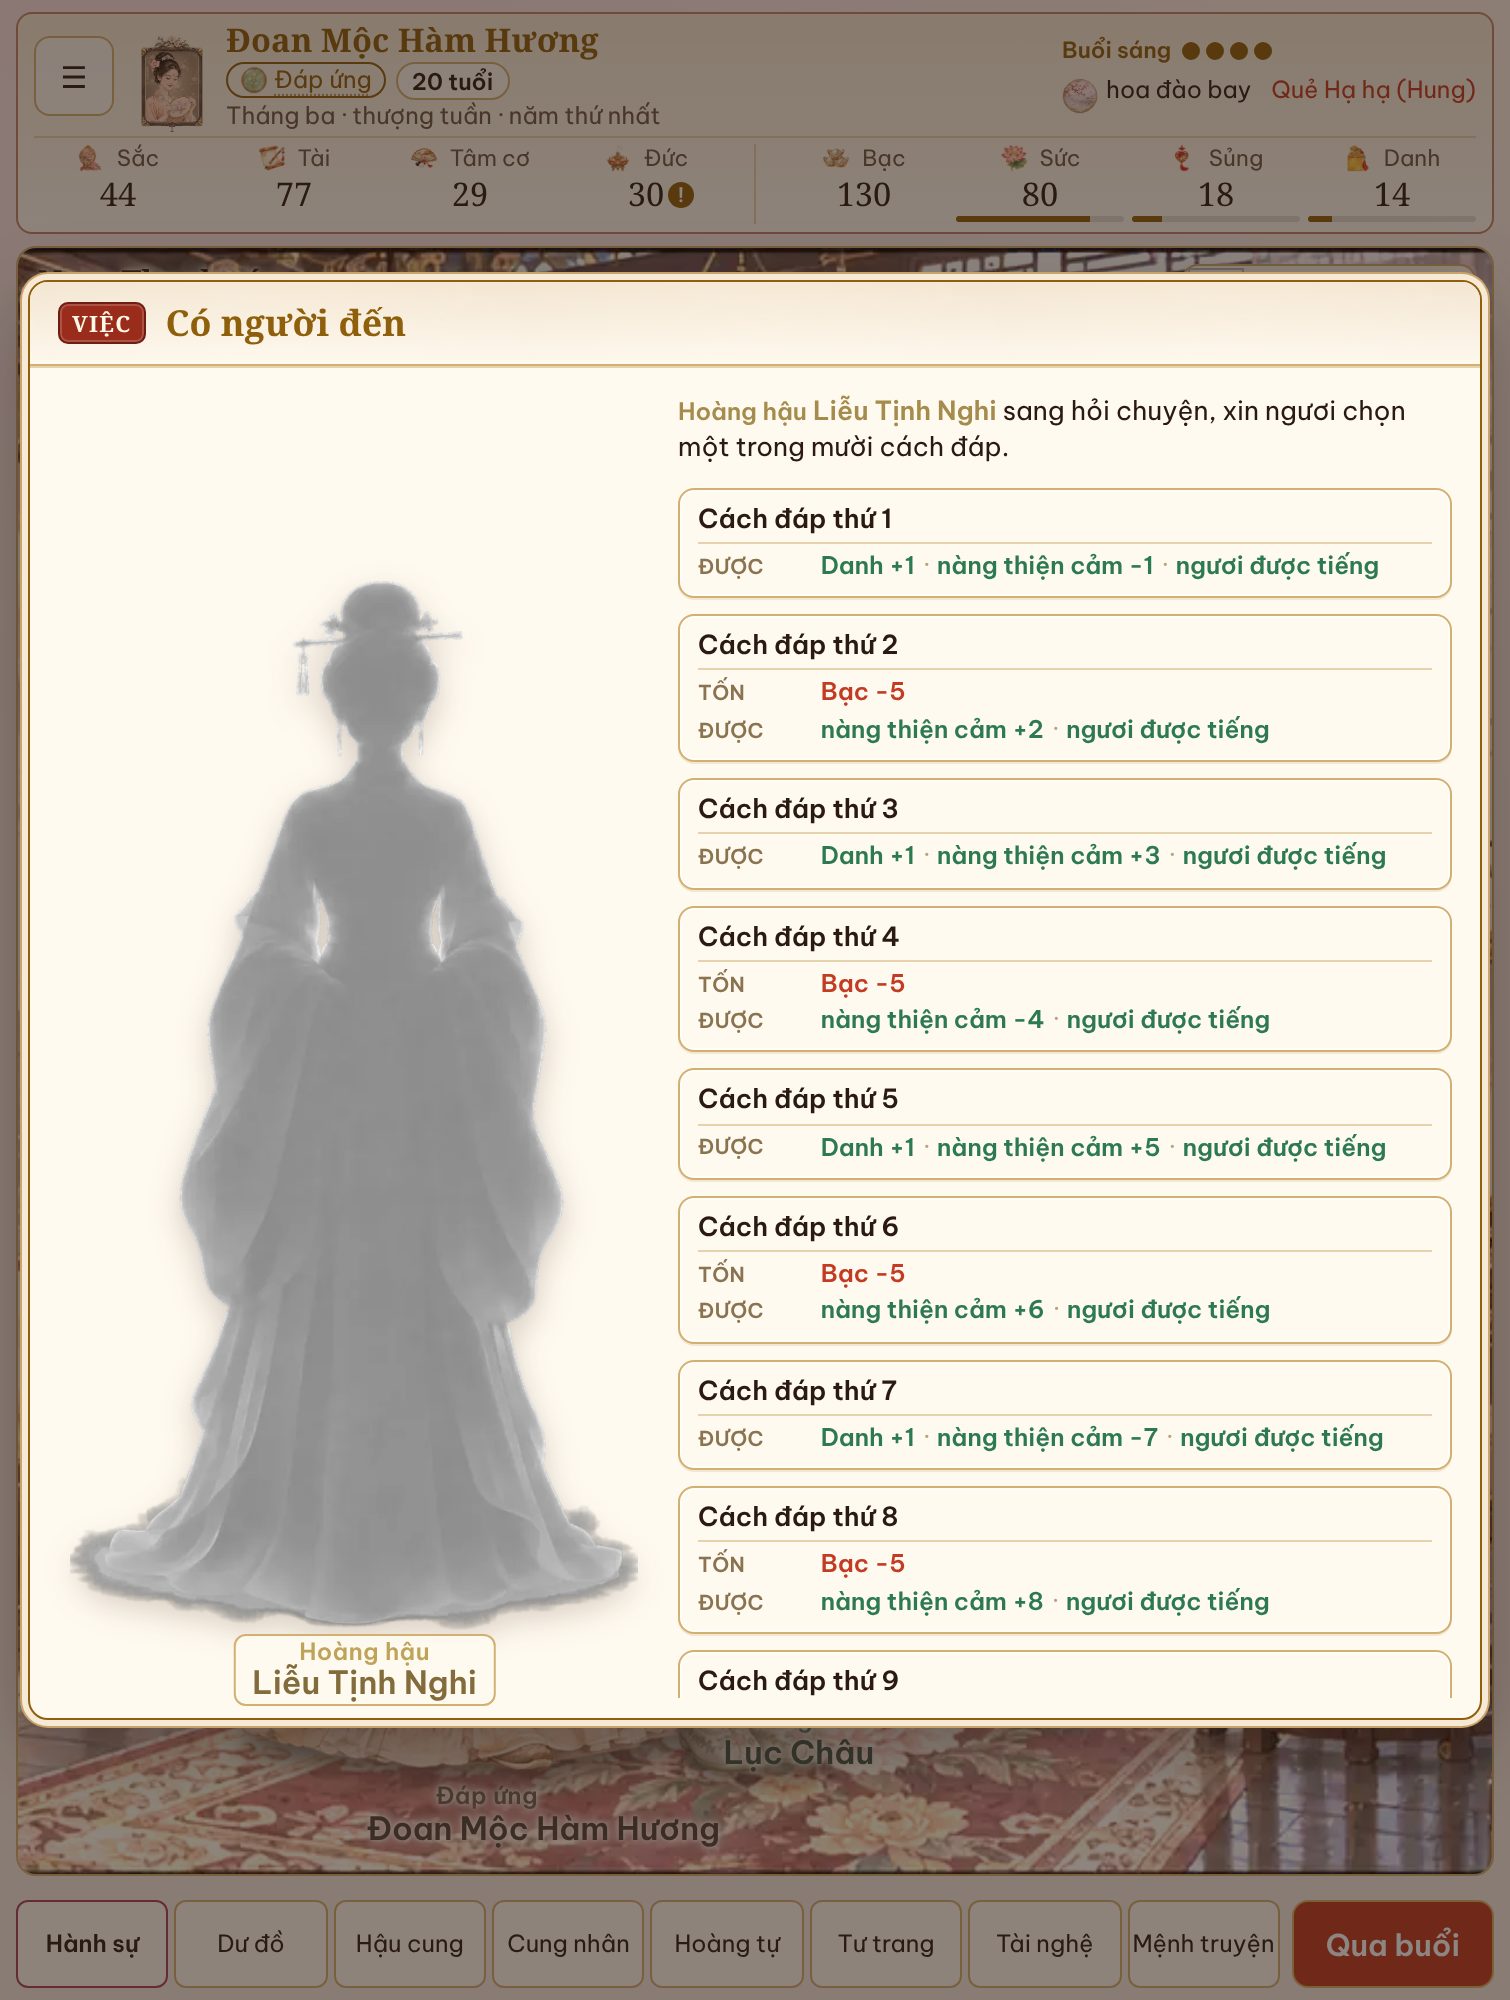 ☰
Đoan Mộc Hàm Hương
Đáp ứng
20 tuổi
Tháng ba · thượng tuần · năm thứ nhất
Buổi sáng
hoa đào bay
Quẻ Hạ hạ (Hung)
Sắc
44
Tài
77
Tâm cơ
29
Đức
30 !
Bạc
130
Sức
80
Sủng
18
Danh
14
VIỆC
Có người đến
Hoàng hậu Liễu Tịnh Nghi sang hỏi chuyện, xin ngươi chọn
một trong mười cách đáp.
Cách đáp thứ 1
ĐƯỢC Danh +1 · nàng thiện cảm -1 · ngươi được tiếng
Cách đáp thứ 2
TỐN Bạc -5
ĐƯỢC nàng thiện cảm +2 · ngươi được tiếng
Cách đáp thứ 3
ĐƯỢC Danh +1 · nàng thiện cảm +3 · ngươi được tiếng
Cách đáp thứ 4
TỐN Bạc -5
ĐƯỢC nàng thiện cảm -4 · ngươi được tiếng
Cách đáp thứ 5
ĐƯỢC Danh +1 · nàng thiện cảm +5 · ngươi được tiếng
Cách đáp thứ 6
TỐN Bạc -5
ĐƯỢC nàng thiện cảm +6 · ngươi được tiếng
Cách đáp thứ 7
ĐƯỢC Danh +1 · nàng thiện cảm -7 · ngươi được tiếng
Cách đáp thứ 8
TỐN Bạc -5
ĐƯỢC nàng thiện cảm +8 · ngươi được tiếng
Cách đáp thứ 9
Hoàng hậu
Liễu Tịnh Nghi
Lục Châu
Đáp ứng
Đoan Mộc Hàm Hương
Hành sự
Dư đồ
Hậu cung
Cung nhân
Hoàng tự
Tư trang
Tài nghệ
Mệnh truyện
Qua buổi